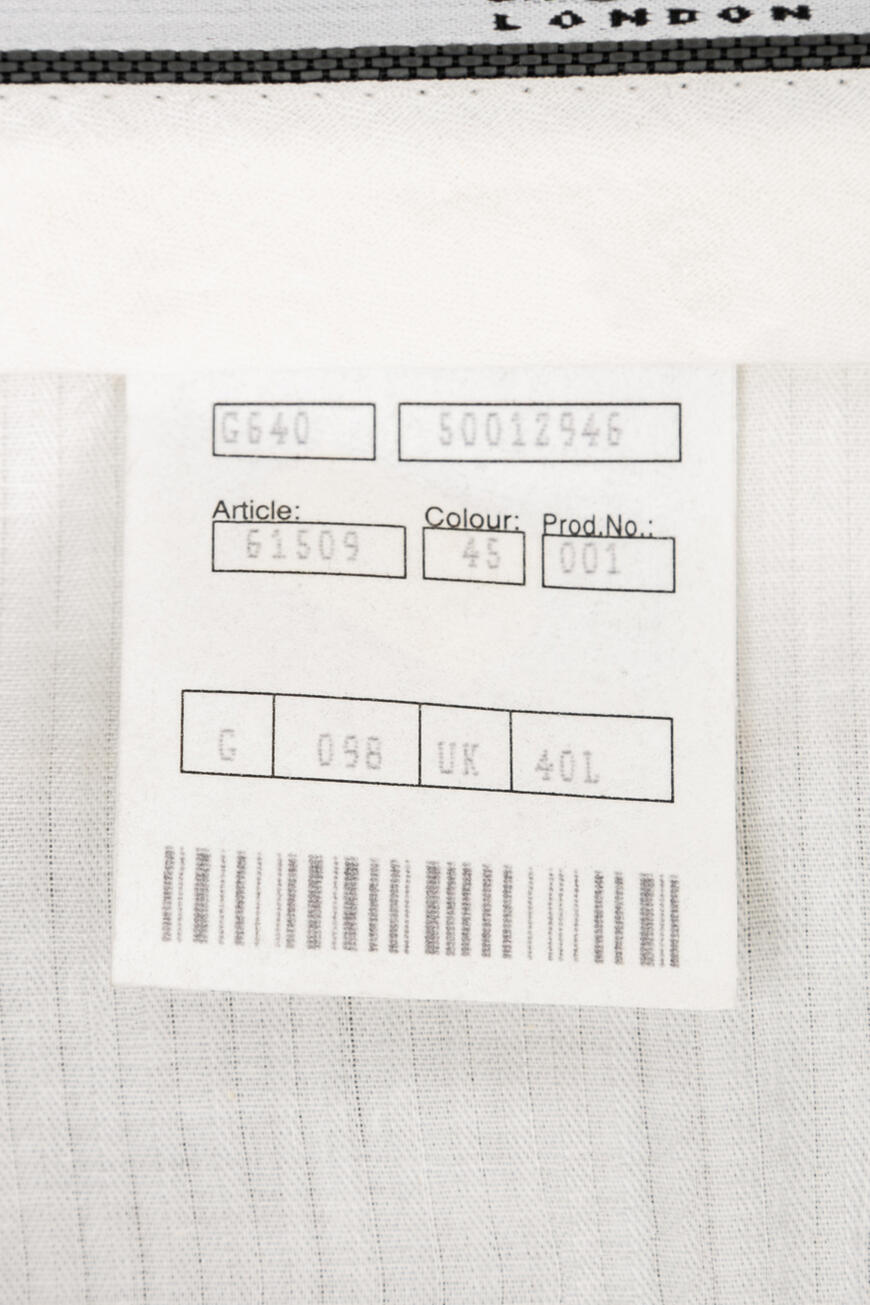 LONDON
G640 50012946
Article: Colour: Prod.No.:
61509 45 001
G 098 UK 40L